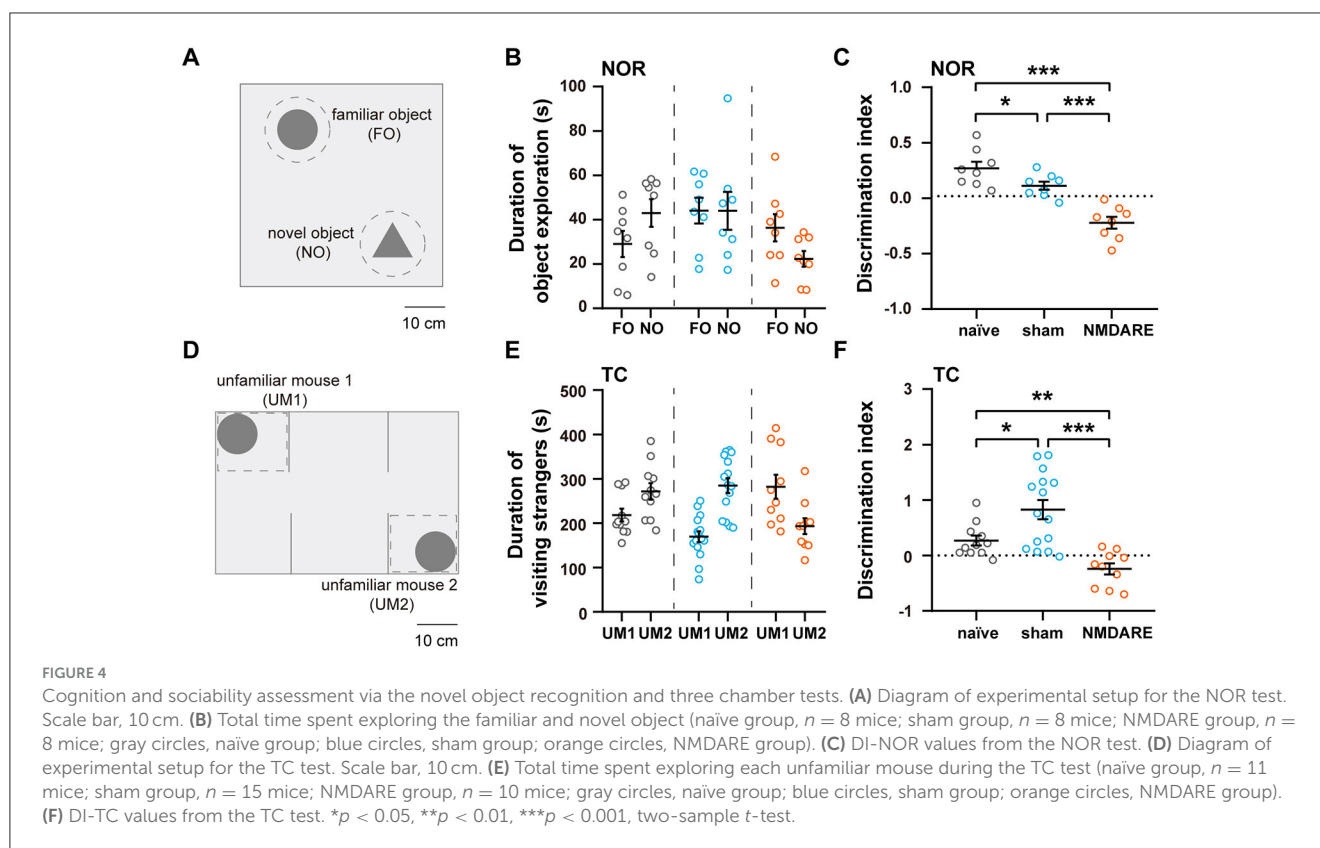 A
familiar object
(FO)
novel object
(NO)
10 cm
B
NOR
Duration of
object exploration (s)
100
80
60
40
20
0
FO NO FO NO FO NO
C
NOR
***
* ***
Discrimination index
1.0
0.5
0.0
-0.5
-1.0
naïve sham NMDARE
D
unfamiliar mouse 1
(UM1)
unfamiliar mouse 2
(UM2)
10 cm
E
TC
Duration of
visiting strangers (s)
500
400
300
200
100
0
UM1 UM2 UM1 UM2 UM1 UM2
F
TC
**
* ***
Discrimination index
3
2
1
0
-1
naïve sham NMDARE
FIGURE 4
Cognition and sociability assessment via the novel object recognition and three chamber tests. (A) Diagram of experimental setup for the NOR test.
Scale bar, 10 cm. (B) Total time spent exploring the familiar and novel object (naïve group, n = 8 mice; sham group, n = 8 mice; NMDARE group, n =
8 mice; gray circles, naïve group; blue circles, sham group; orange circles, NMDARE group). (C) DI-NOR values from the NOR test. (D) Diagram of
experimental setup for the TC test. Scale bar, 10 cm. (E) Total time spent exploring each unfamiliar mouse during the TC test (naïve group, n = 11
mice; sham group, n = 15 mice; NMDARE group, n = 10 mice; gray circles, naïve group; blue circles, sham group; orange circles, NMDARE group).
(F) DI-TC values from the TC test. *p < 0.05, **p < 0.01, ***p < 0.001, two-sample t-test.